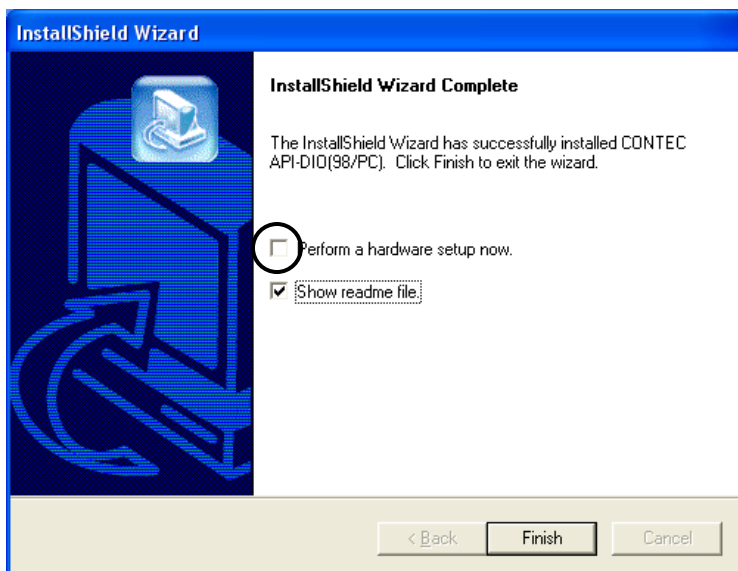 InstallShield Wizard
InstallShield Wizard Complete
The InstallShield Wizard has successfully installed CONTEC
API-DIO(98/PC). Click Finish to exit the wizard.
Perform a hardware setup now.
Show readme file.
< Back
Finish
Cancel